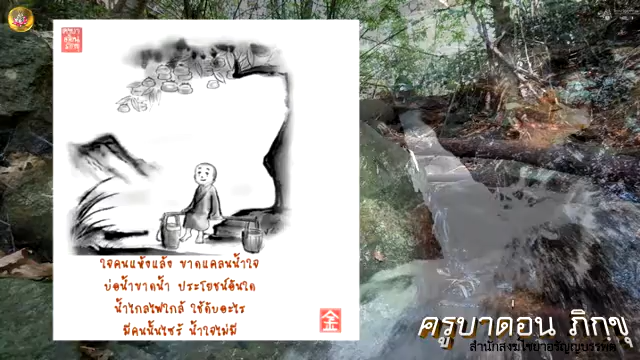 ครูบา
ใจคนแห้งแล้ง ขาดแคลนน้ำใจ
บ่อน้ำขาดน้ำ ประโยชน์อันใด
น้ำไกลไฟใกล้ ใช้ดับอะไร
มีคนนั้นไซร้ น้ำใจไม่มี
金
ครูบาด่อน ภิกขุ
สำนักสงฆ์ไชยาอรัญญบรรพต